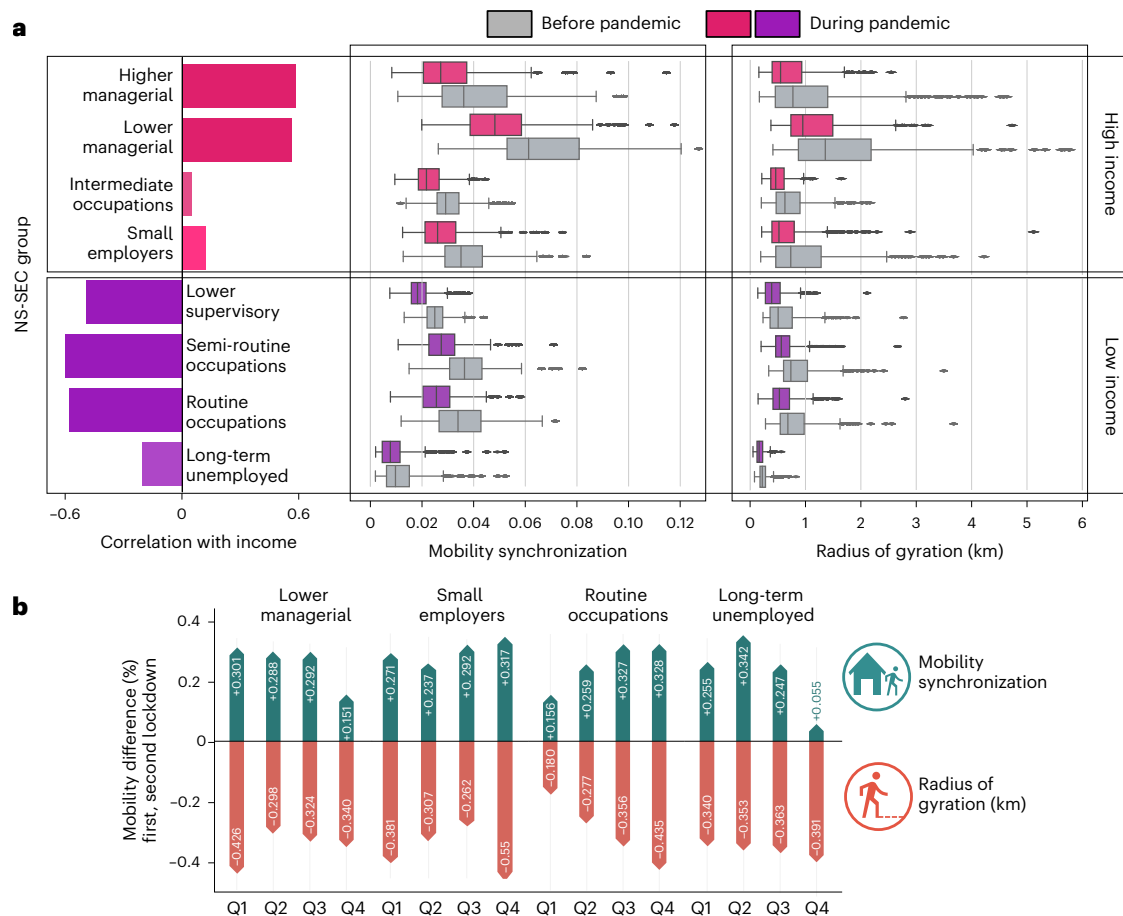 a
Before pandemic
During pandemic
NS-SEC group
Higher
managerial
Lower
managerial
Intermediate
occupations
Small
employers
Lower
supervisory
Semi-routine
occupations
Routine
occupations
Long-term
unemployed
High income
Low income
−0.6 0 0.6
Correlation with income
0 0.02 0.04 0.06 0.08 0.10 0.12
Mobility synchronization
0 1 2 3 4 5 6
Radius of gyration (km)
b
Lower
managerial
Small
employers
Routine
occupations
Long-term
unemployed
Mobility difference (%)
first, second lockdown
0.4
0.2
0
−0.2
−0.4
+0.301 +0.288 +0.292 +0.151 +0.271 +0.237 +0.292 +0.317 +0.156 +0.259 +0.327 +0.328 +0.255 +0.342 +0.247 +0.055
−0.426 −0.298 −0.324 −0.340 −0.381 −0.307 −0.262 −0.55 −0.180 −0.277 −0.356 −0.435 −0.340 −0.353 −0.363 −0.391
Q1 Q2 Q3 Q4 Q1 Q2 Q3 Q4 Q1 Q2 Q3 Q4 Q1 Q2 Q3 Q4
Mobility
synchronization
Radius of
gyration (km)